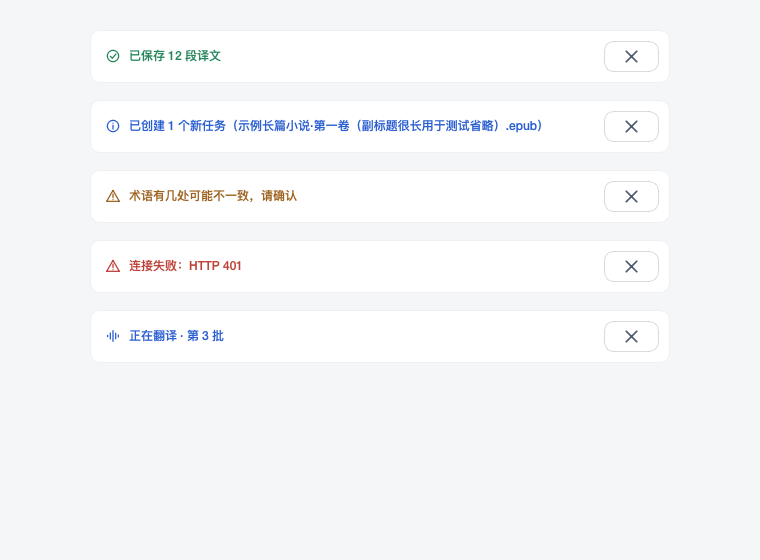 已保存 12 段译文
已创建 1 个新任务（示例长篇小说·第一卷（副标题很长用于测试省略）.epub）
术语有几处可能不一致，请确认
连接失败：HTTP 401
正在翻译 · 第 3 批